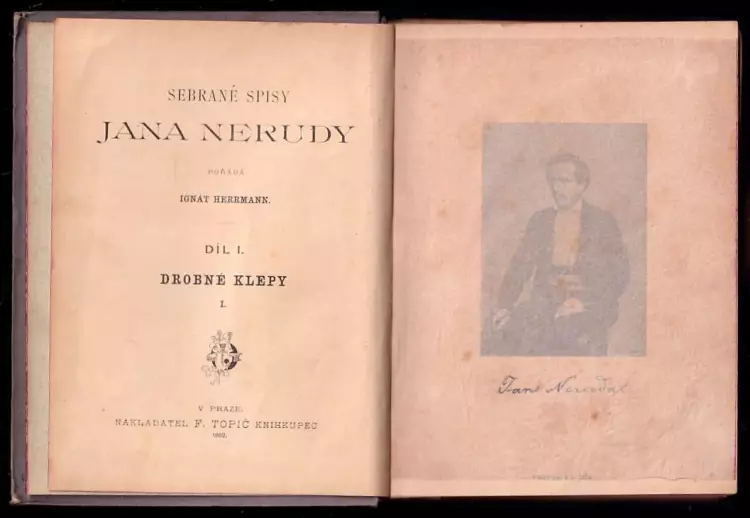 SEBRANÉ SPISY
JANA NERUDY
POŘÁDÁ
IGNÁT HERRMANN.
DÍL I.
DROBNÉ KLEPY
I.
V PRAZE.
NAKLADATEL F. TOPIČ KNIHKUPEC
Jan Neruda